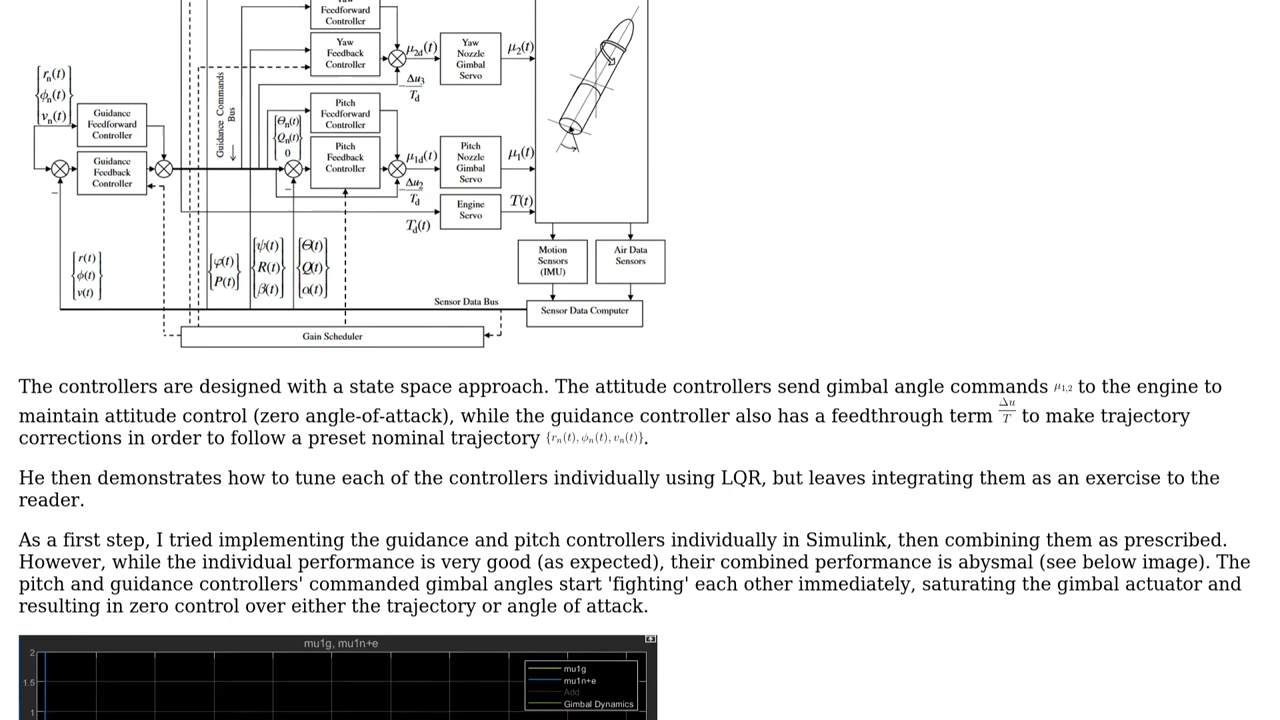 Yaw
Feedforward
Controller
Yaw
Feedback
Controller
μ2d(t)
Yaw
Nozzle
Gimbal
Servo
μ2(t)
Δu3
Td
Guidance Commands
Bus
rn(t)
ϕn(t)
vn(t)
Guidance
Feedforward
Controller
Guidance
Feedback
Controller
−
Θn(t)
Qn(t)
0
−
Pitch
Feedforward
Controller
Pitch
Feedback
Controller
μ1d(t)
Pitch
Nozzle
Gimbal
Servo
μ1(t)
Δu2
Td
Engine
Servo
T(t)
Td(t)
Motion
Sensors
(IMU)
Air Data
Sensors
r(t)
ϕ(t)
v(t)
φ(t)
P(t)
ψ(t)
R(t)
β(t)
Θ(t)
Q(t)
α(t)
Sensor Data Bus
Sensor Data Computer
Gain Scheduler
The controllers are designed with a state space approach. The attitude controllers send gimbal angle commands μ1,2 to the engine to
maintain attitude control (zero angle-of-attack), while the guidance controller also has a feedthrough term Δu/T to make trajectory
corrections in order to follow a preset nominal trajectory {rn(t), ϕn(t), vn(t)}.
He then demonstrates how to tune each of the controllers individually using LQR, but leaves integrating them as an exercise to the
reader.
As a first step, I tried implementing the guidance and pitch controllers individually in Simulink, then combining them as prescribed.
However, while the individual performance is very good (as expected), their combined performance is abysmal (see below image). The
pitch and guidance controllers' commanded gimbal angles start 'fighting' each other immediately, saturating the gimbal actuator and
resulting in zero control over either the trajectory or angle of attack.
mu1g, mu1n+e
2
1.5
1
mu1g
mu1n+e
Add
Gimbal Dynamics